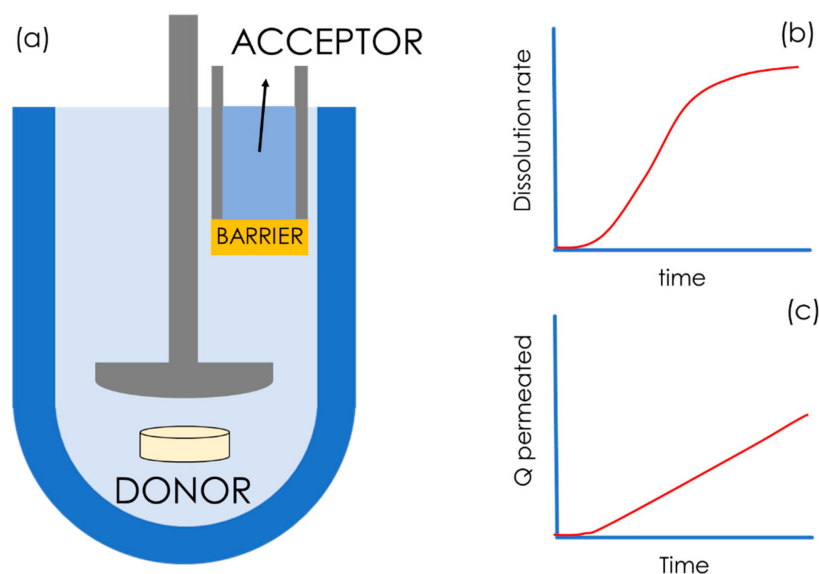 (a)
ACCEPTOR
BARRIER
DONOR
(b)
Dissolution rate
time
(c)
Q permeated
Time